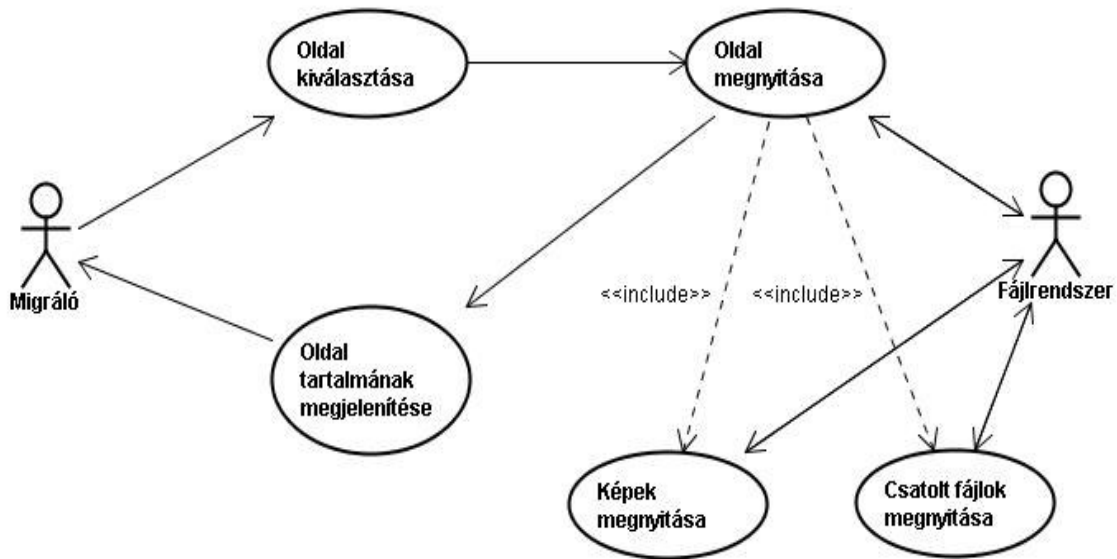 Oldal
kiválasztása
Oldal
megnyitása
Migráló
<<include>>
<<include>>
Fájlrendszer
Oldal
tartalmának
megjelenítése
Képek
megnyitása
Csatolt fájlok
megnyitása